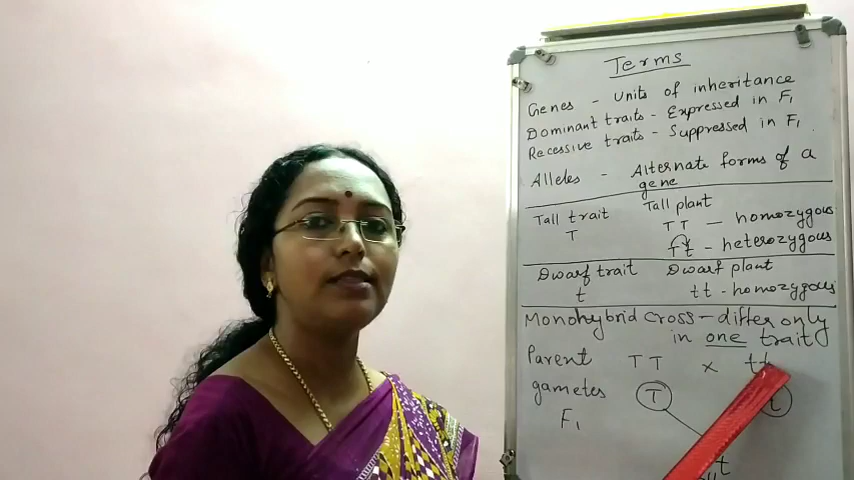 Terms
Genes - Units of inheritance
Dominant traits - Expressed in F1
Recessive traits - Suppressed in F1
Alleles - Alternate forms of a
gene
Tall trait Tall plant
T TT - homozygous
Tt - heterozygous
Dwarf trait Dwarf plant
t tt - homozygous
Monohybrid cross - differ only
in one trait
Parent TT x tt
gametes T t
F1
t